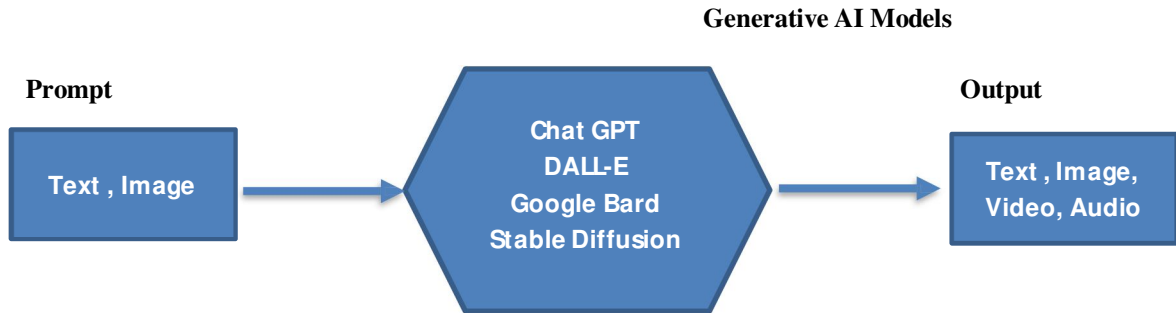 Generative AI Models
Prompt
Output
Text , Image
Chat GPT
DALL-E
Google Bard
Stable Diffusion
Text , Image,
Video, Audio